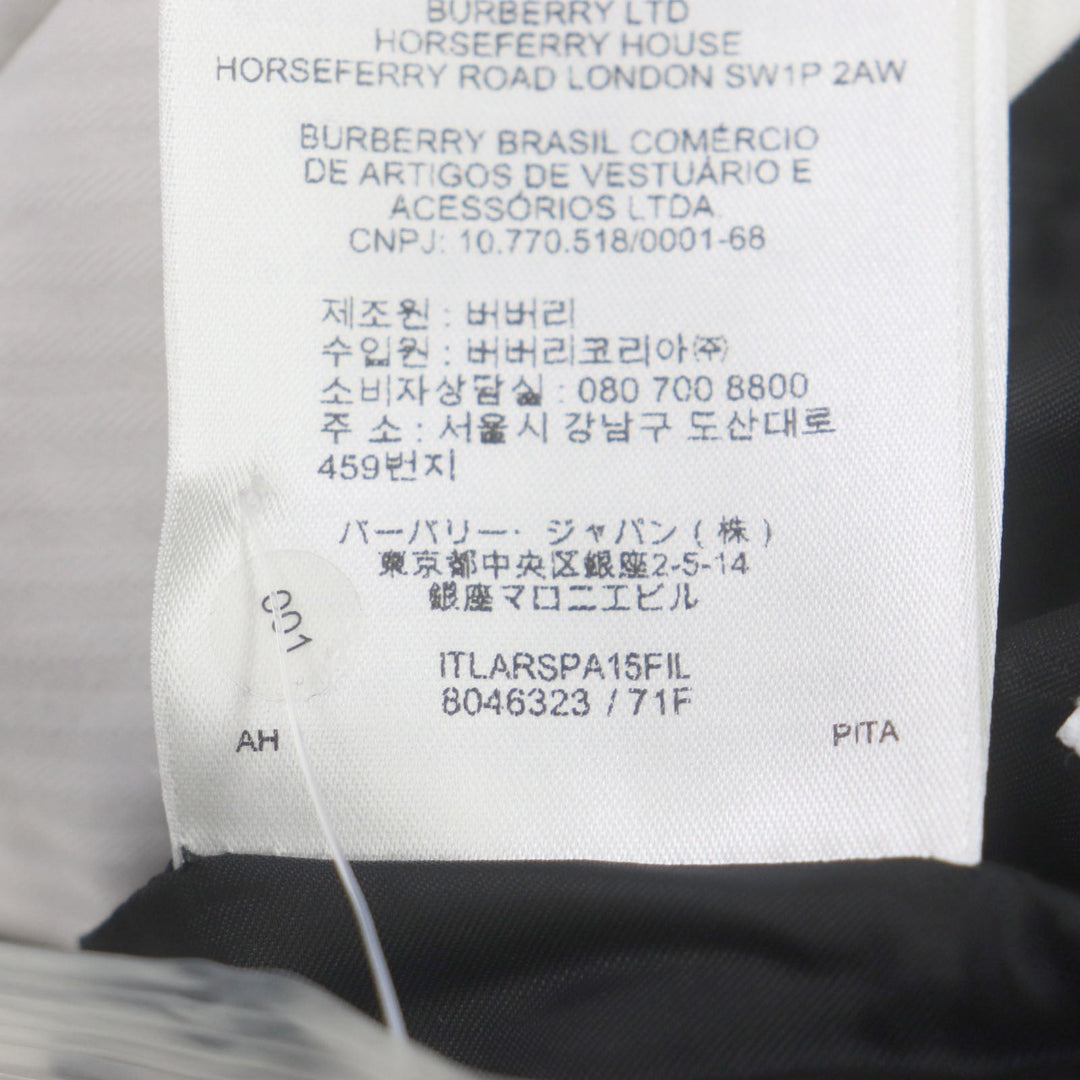 BURBERRY LTD
HORSEFERRY HOUSE
HORSEFERRY ROAD LONDON SW1P 2AW
BURBERRY BRASIL COMÉRCIO
DE ARTIGOS DE VESTUÁRIO E
ACESSÓRIOS LTDA.
CNPJ: 10.770.518/0001-68
제조원 : 버버리
수입원 : 버버리코리아㈜
소비자상담실 : 080 700 8800
주 소 : 서울시 강남구 도산대로
459번지
バーバリー・ジャパン ( 株 )
東京都中央区銀座2-5-14
銀座マロニエビル
001
ITLARSPA15FIL
8046323 / 71F
AH
PITA